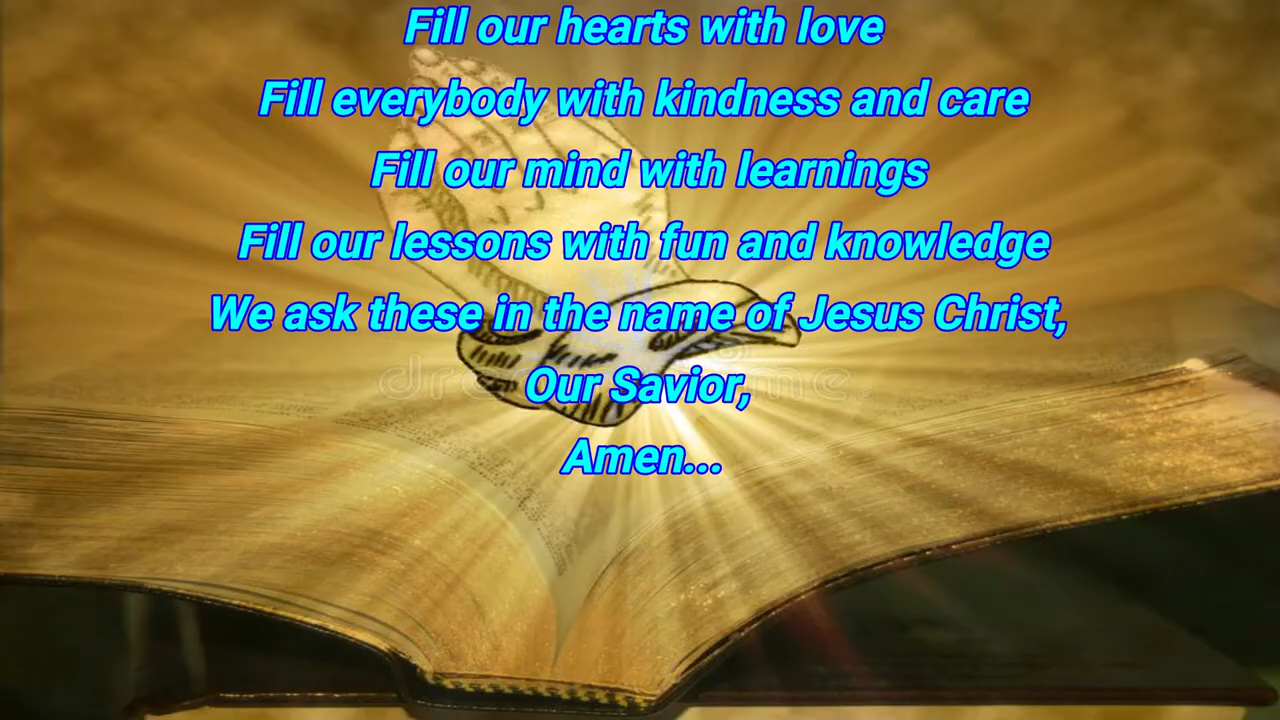 Fill our hearts with love
Fill everybody with kindness and care
Fill our mind with learnings
Fill our lessons with fun and knowledge
We ask these in the name of Jesus Christ,
Our Savior,
Amen...